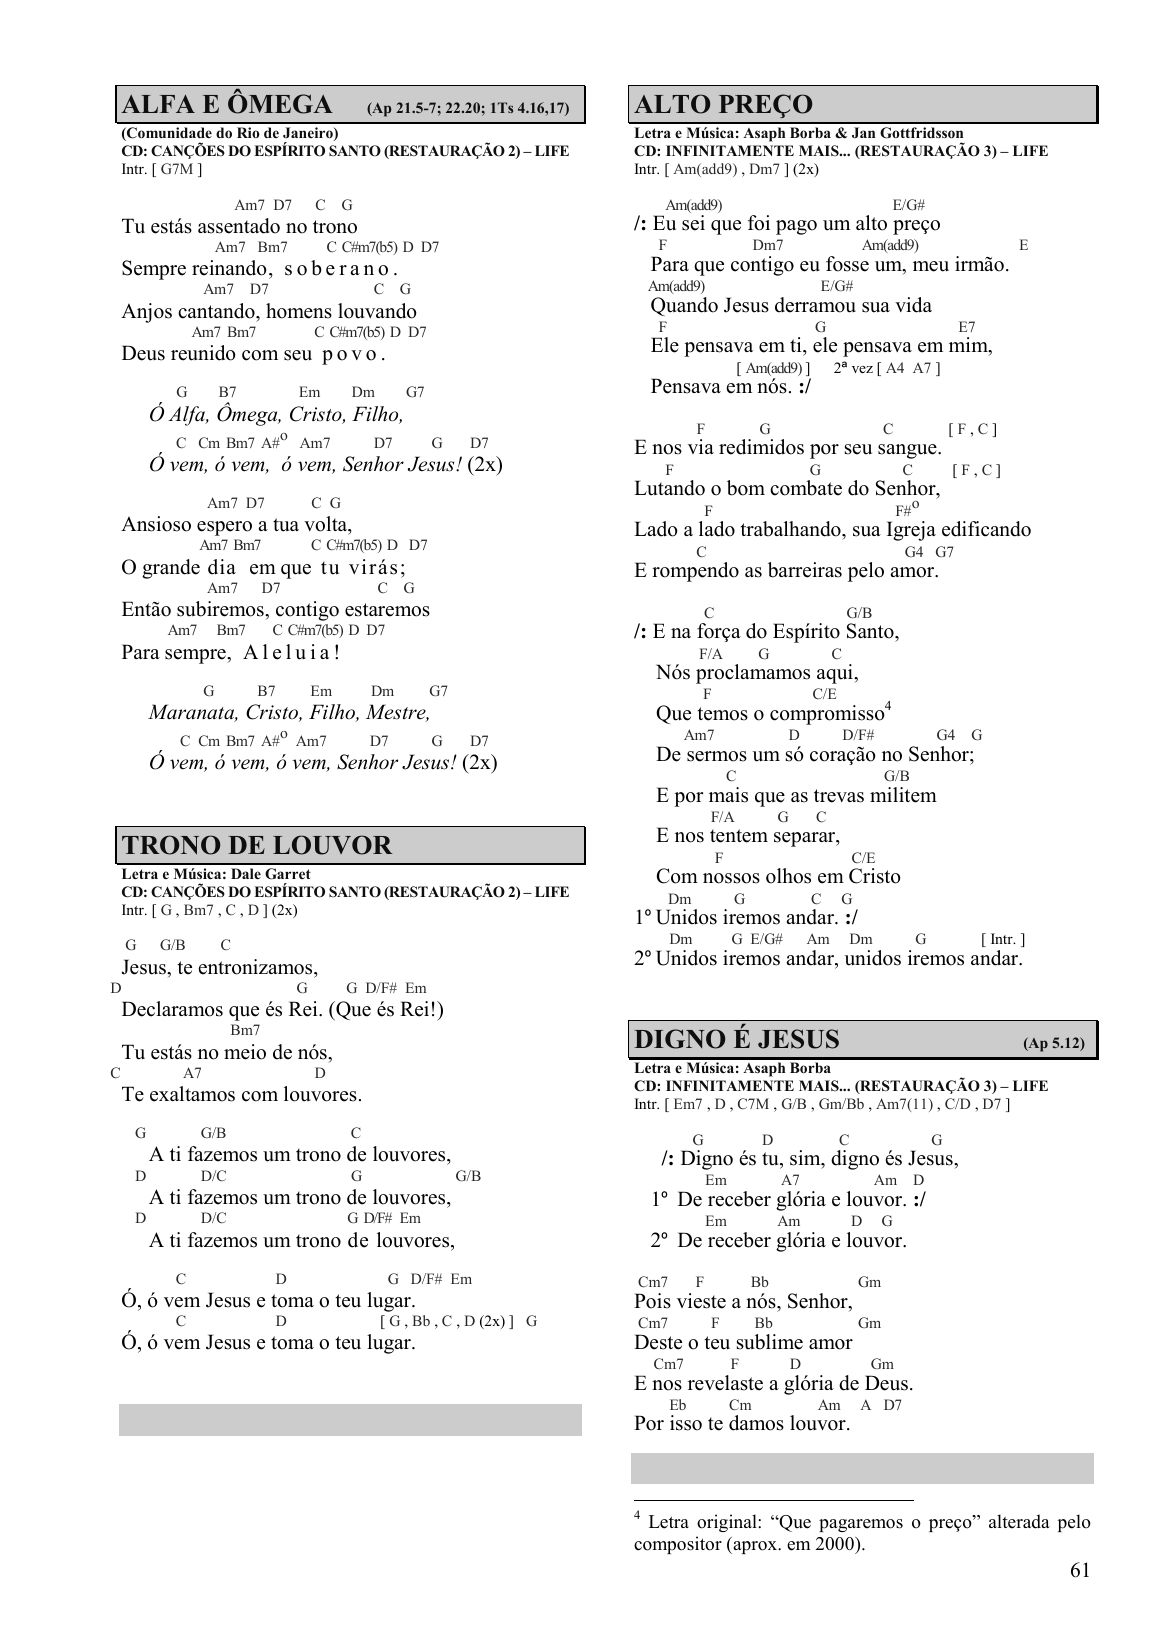 ALFA E ÔMEGA (Ap 21.5-7; 22.20; 1Ts 4.16,17)
(Comunidade do Rio de Janeiro)
CD: CANÇÕES DO ESPÍRITO SANTO (RESTAURAÇÃO 2) – LIFE
Intr. [ G7M ]
Am7 D7 C G
Tu estás assentado no trono
Am7 Bm7 C C#m7(b5) D D7
Sempre reinando, s o b e r a n o .
Am7 D7 C G
Anjos cantando, homens louvando
Am7 Bm7 C C#m7(b5) D D7
Deus reunido com seu p o v o .
G B7 Em Dm G7
Ó Alfa, Ômega, Cristo, Filho,
C Cm Bm7 A#º Am7 D7 G D7
Ó vem, ó vem, ó vem, Senhor Jesus! (2x)
Am7 D7 C G
Ansioso espero a tua volta,
Am7 Bm7 C C#m7(b5) D D7
O grande dia em que tu virás;
Am7 D7 C G
Então subiremos, contigo estaremos
Am7 Bm7 C C#m7(b5) D D7
Para sempre, A l e l u i a !
G B7 Em Dm G7
Maranata, Cristo, Filho, Mestre,
C Cm Bm7 A#º Am7 D7 G D7
Ó vem, ó vem, ó vem, Senhor Jesus! (2x)
TRONO DE LOUVOR
Letra e Música: Dale Garret
CD: CANÇÕES DO ESPÍRITO SANTO (RESTAURAÇÃO 2) – LIFE
Intr. [ G , Bm7 , C , D ] (2x)
G G/B C
Jesus, te entronizamos,
D G G D/F# Em
Declaramos que és Rei. (Que és Rei!)
Bm7
Tu estás no meio de nós,
C A7 D
Te exaltamos com louvores.
G G/B C
A ti fazemos um trono de louvores,
D D/C G G/B
A ti fazemos um trono de louvores,
D D/C G D/F# Em
A ti fazemos um trono de louvores,
C D G D/F# Em
Ó, ó vem Jesus e toma o teu lugar.
C D [ G , Bb , C , D (2x) ] G
Ó, ó vem Jesus e toma o teu lugar.
ALTO PREÇO
Letra e Música: Asaph Borba & Jan Gottfridsson
CD: INFINITAMENTE MAIS... (RESTAURAÇÃO 3) – LIFE
Intr. [ Am(add9) , Dm7 ] (2x)
Am(add9) E/G#
/: Eu sei que foi pago um alto preço
F Dm7 Am(add9) E
Para que contigo eu fosse um, meu irmão.
Am(add9) E/G#
Quando Jesus derramou sua vida
F G E7
Ele pensava em ti, ele pensava em mim,
[ Am(add9) ] 2ª vez [ A4 A7 ]
Pensava em nós. :/
F G C [ F , C ]
E nos via redimidos por seu sangue.
F G C [ F , C ]
Lutando o bom combate do Senhor,
F F#º
Lado a lado trabalhando, sua Igreja edificando
C G4 G7
E rompendo as barreiras pelo amor.
C G/B
/: E na força do Espírito Santo,
F/A G C
Nós proclamamos aqui,
F C/E
Que temos o compromisso4
Am7 D D/F# G4 G
De sermos um só coração no Senhor;
C G/B
E por mais que as trevas militem
F/A G C
E nos tentem separar,
F C/E
Com nossos olhos em Cristo
Dm G C G
1º Unidos iremos andar. :/
Dm G E/G# Am Dm G [ Intr. ]
2º Unidos iremos andar, unidos iremos andar.
DIGNO É JESUS (Ap 5.12)
Letra e Música: Asaph Borba
CD: INFINITAMENTE MAIS... (RESTAURAÇÃO 3) – LIFE
Intr. [ Em7 , D , C7M , G/B , Gm/Bb , Am7(11) , C/D , D7 ]
G D C G
/: Digno és tu, sim, digno és Jesus,
Em A7 Am D
1º De receber glória e louvor. :/
Em Am D G
2º De receber glória e louvor.
Cm7 F Bb Gm
Pois vieste a nós, Senhor,
Cm7 F Bb Gm
Deste o teu sublime amor
Cm7 F D Gm
E nos revelaste a glória de Deus.
Eb Cm Am A D7
Por isso te damos louvor.
4 Letra original: “Que pagaremos o preço” alterada pelo
compositor (aprox. em 2000).
61